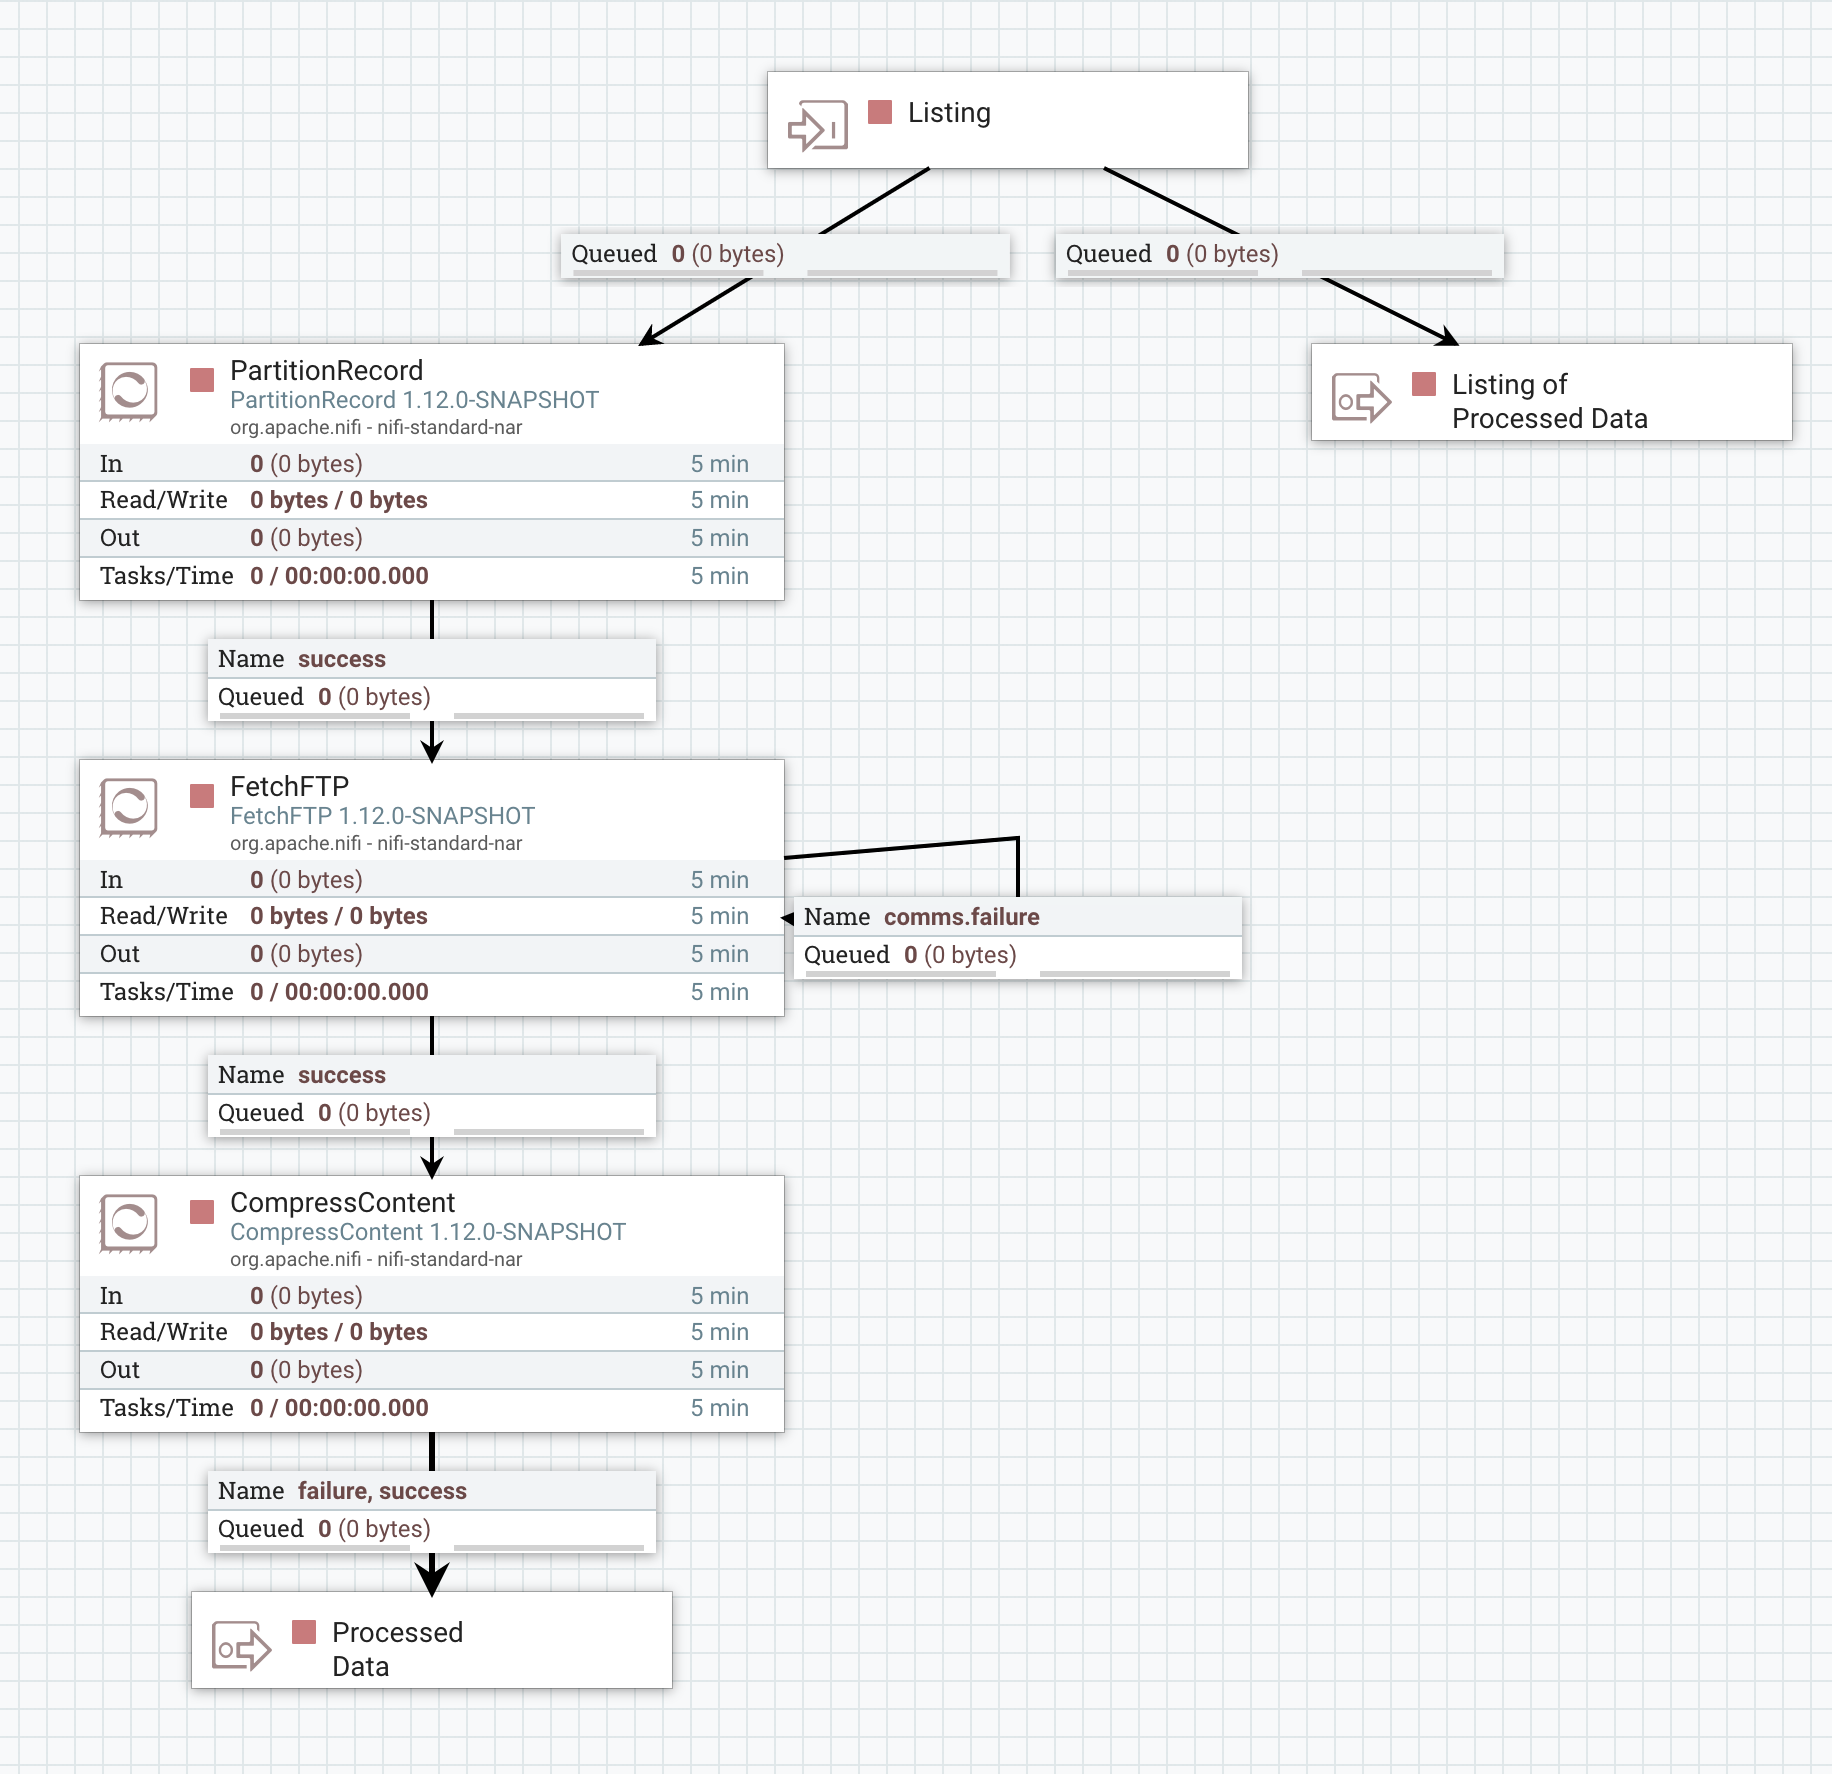 Listing
Queued 0 (0 bytes)
Queued 0 (0 bytes)
PartitionRecord
PartitionRecord 1.12.0-SNAPSHOT
org.apache.nifi - nifi-standard-nar
In 0 (0 bytes) 5 min
Read/Write 0 bytes / 0 bytes 5 min
Out 0 (0 bytes) 5 min
Tasks/Time 0 / 00:00:00.000 5 min
Listing of
Processed Data
Name success
Queued 0 (0 bytes)
FetchFTP
FetchFTP 1.12.0-SNAPSHOT
org.apache.nifi - nifi-standard-nar
In 0 (0 bytes) 5 min
Read/Write 0 bytes / 0 bytes 5 min
Out 0 (0 bytes) 5 min
Tasks/Time 0 / 00:00:00.000 5 min
Name comms.failure
Queued 0 (0 bytes)
Name success
Queued 0 (0 bytes)
CompressContent
CompressContent 1.12.0-SNAPSHOT
org.apache.nifi - nifi-standard-nar
In 0 (0 bytes) 5 min
Read/Write 0 bytes / 0 bytes 5 min
Out 0 (0 bytes) 5 min
Tasks/Time 0 / 00:00:00.000 5 min
Name failure, success
Queued 0 (0 bytes)
Processed
Data